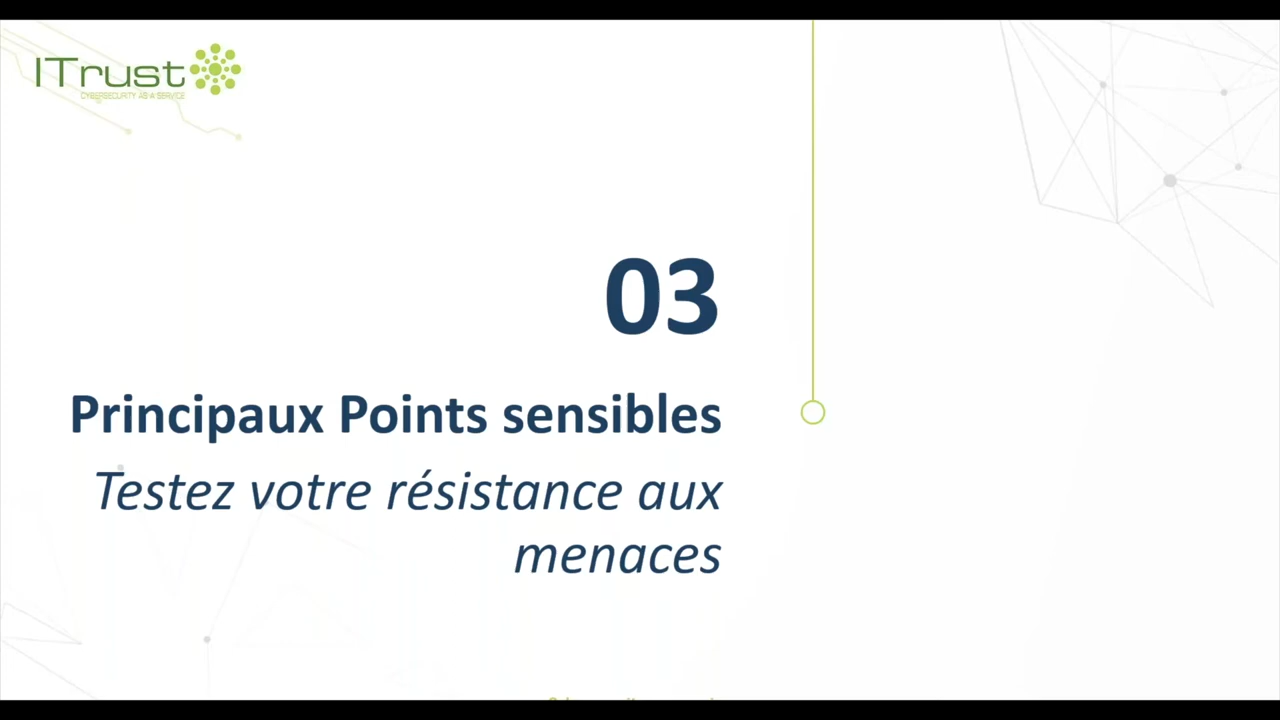 ITrust
CYBERSECURITY AS A SERVICE
03
Principaux Points sensibles
Testez votre résistance aux
menaces